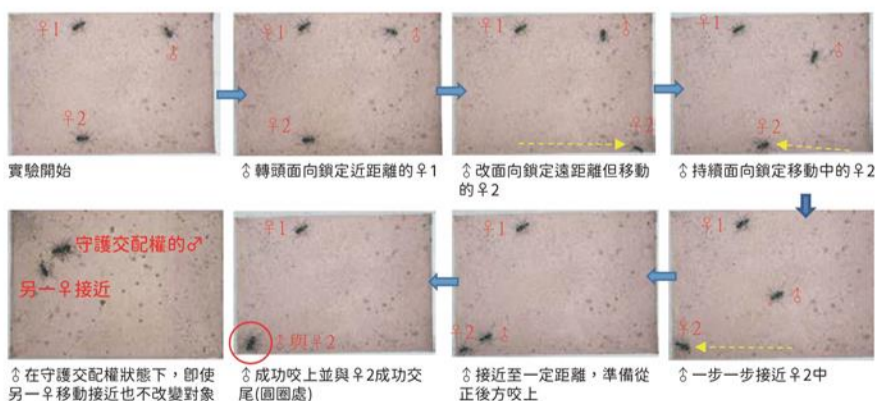 ♀1
♂
♀2
實驗開始
♀1
♂
♀2
♂轉頭面向鎖定近距離的♀1
♀1
♂
♀2
♂改面向鎖定遠距離但移動
的♀2
♀1
♂
♀2
♂持續面向鎖定移動中的♀2
♀1
♂
♀2
♂一步一步接近♀2中
♀1
♀2
♂
♂接近至一定距離，準備從
正後方咬上
♀1
♂與♀2
♂成功咬上並與♀2成功交
尾(圓圈處)
守護交配權的♂
另一♀接近
♂在守護交配權狀態下，即使
另一♀移動接近也不改變對象